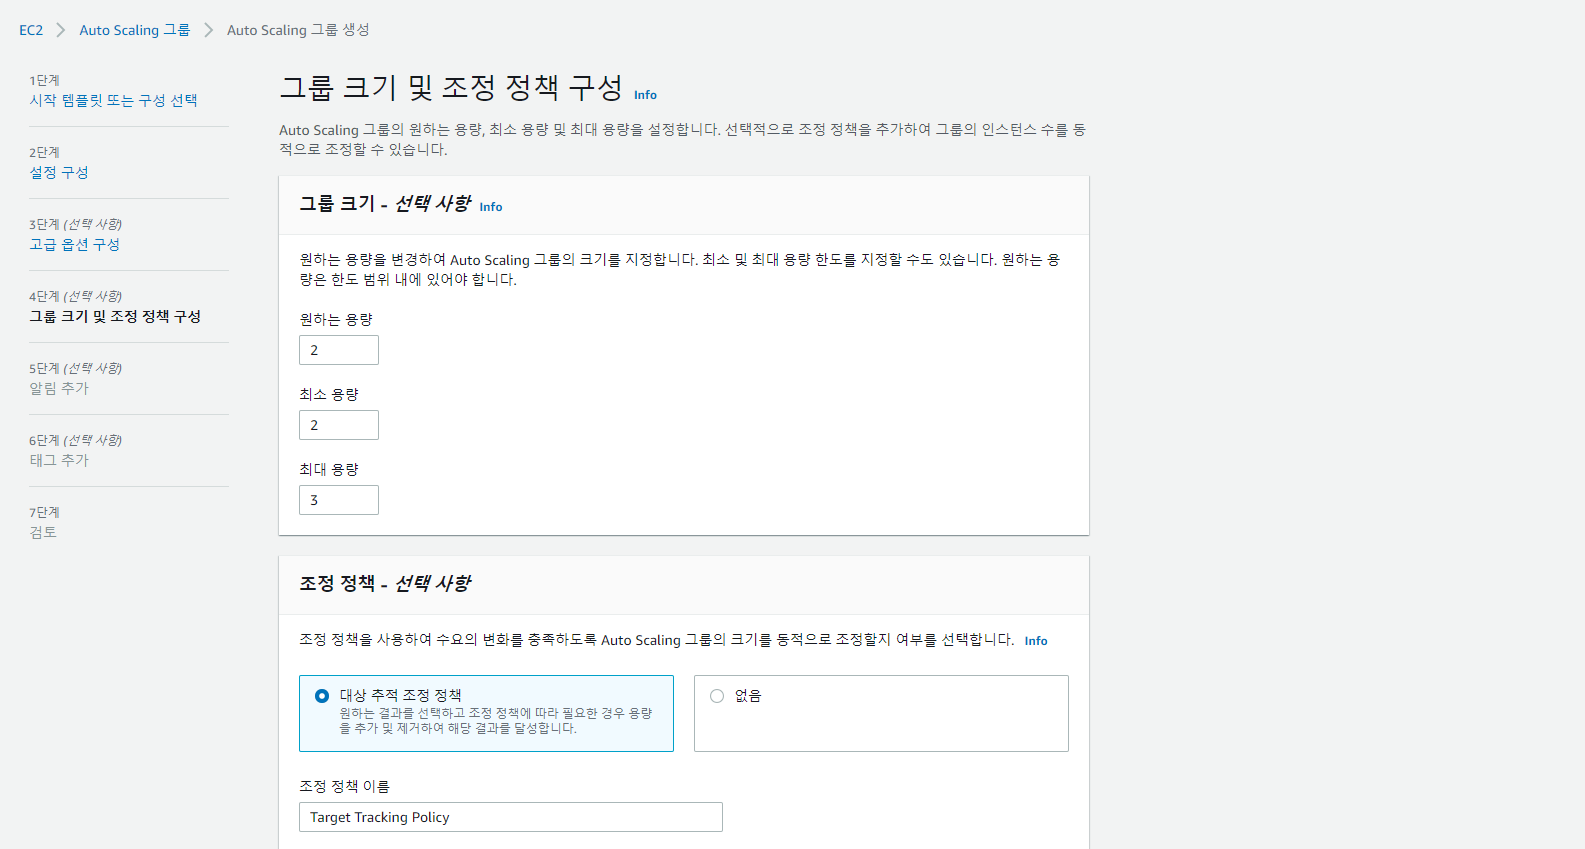 EC2
Auto Scaling 그룹
Auto Scaling 그룹 생성
1단계
시작 템플릿 또는 구성 선택
2단계
설정 구성
3단계 (선택 사항)
고급 옵션 구성
4단계 (선택 사항)
그룹 크기 및 조정 정책 구성
5단계 (선택 사항)
알림 추가
6단계 (선택 사항)
태그 추가
7단계
검토
그룹 크기 및 조정 정책 구성 Info
Auto Scaling 그룹의 원하는 용량, 최소 용량 및 최대 용량을 설정합니다. 선택적으로 조정 정책을 추가하여 그룹의 인스턴스 수를 동
적으로 조정할 수 있습니다.
그룹 크기 - 선택 사항 Info
원하는 용량을 변경하여 Auto Scaling 그룹의 크기를 지정합니다. 최소 및 최대 용량 한도를 지정할 수도 있습니다. 원하는 용
량은 한도 범위 내에 있어야 합니다.
원하는 용량
2
최소 용량
2
최대 용량
3
조정 정책 - 선택 사항
조정 정책을 사용하여 수요의 변화를 충족하도록 Auto Scaling 그룹의 크기를 동적으로 조정할지 여부를 선택합니다. Info
대상 추적 조정 정책
원하는 결과를 선택하고 조정 정책에 따라 필요한 경우 용량
을 추가 및 제거하여 해당 결과를 달성합니다.
없음
조정 정책 이름
Target Tracking Policy